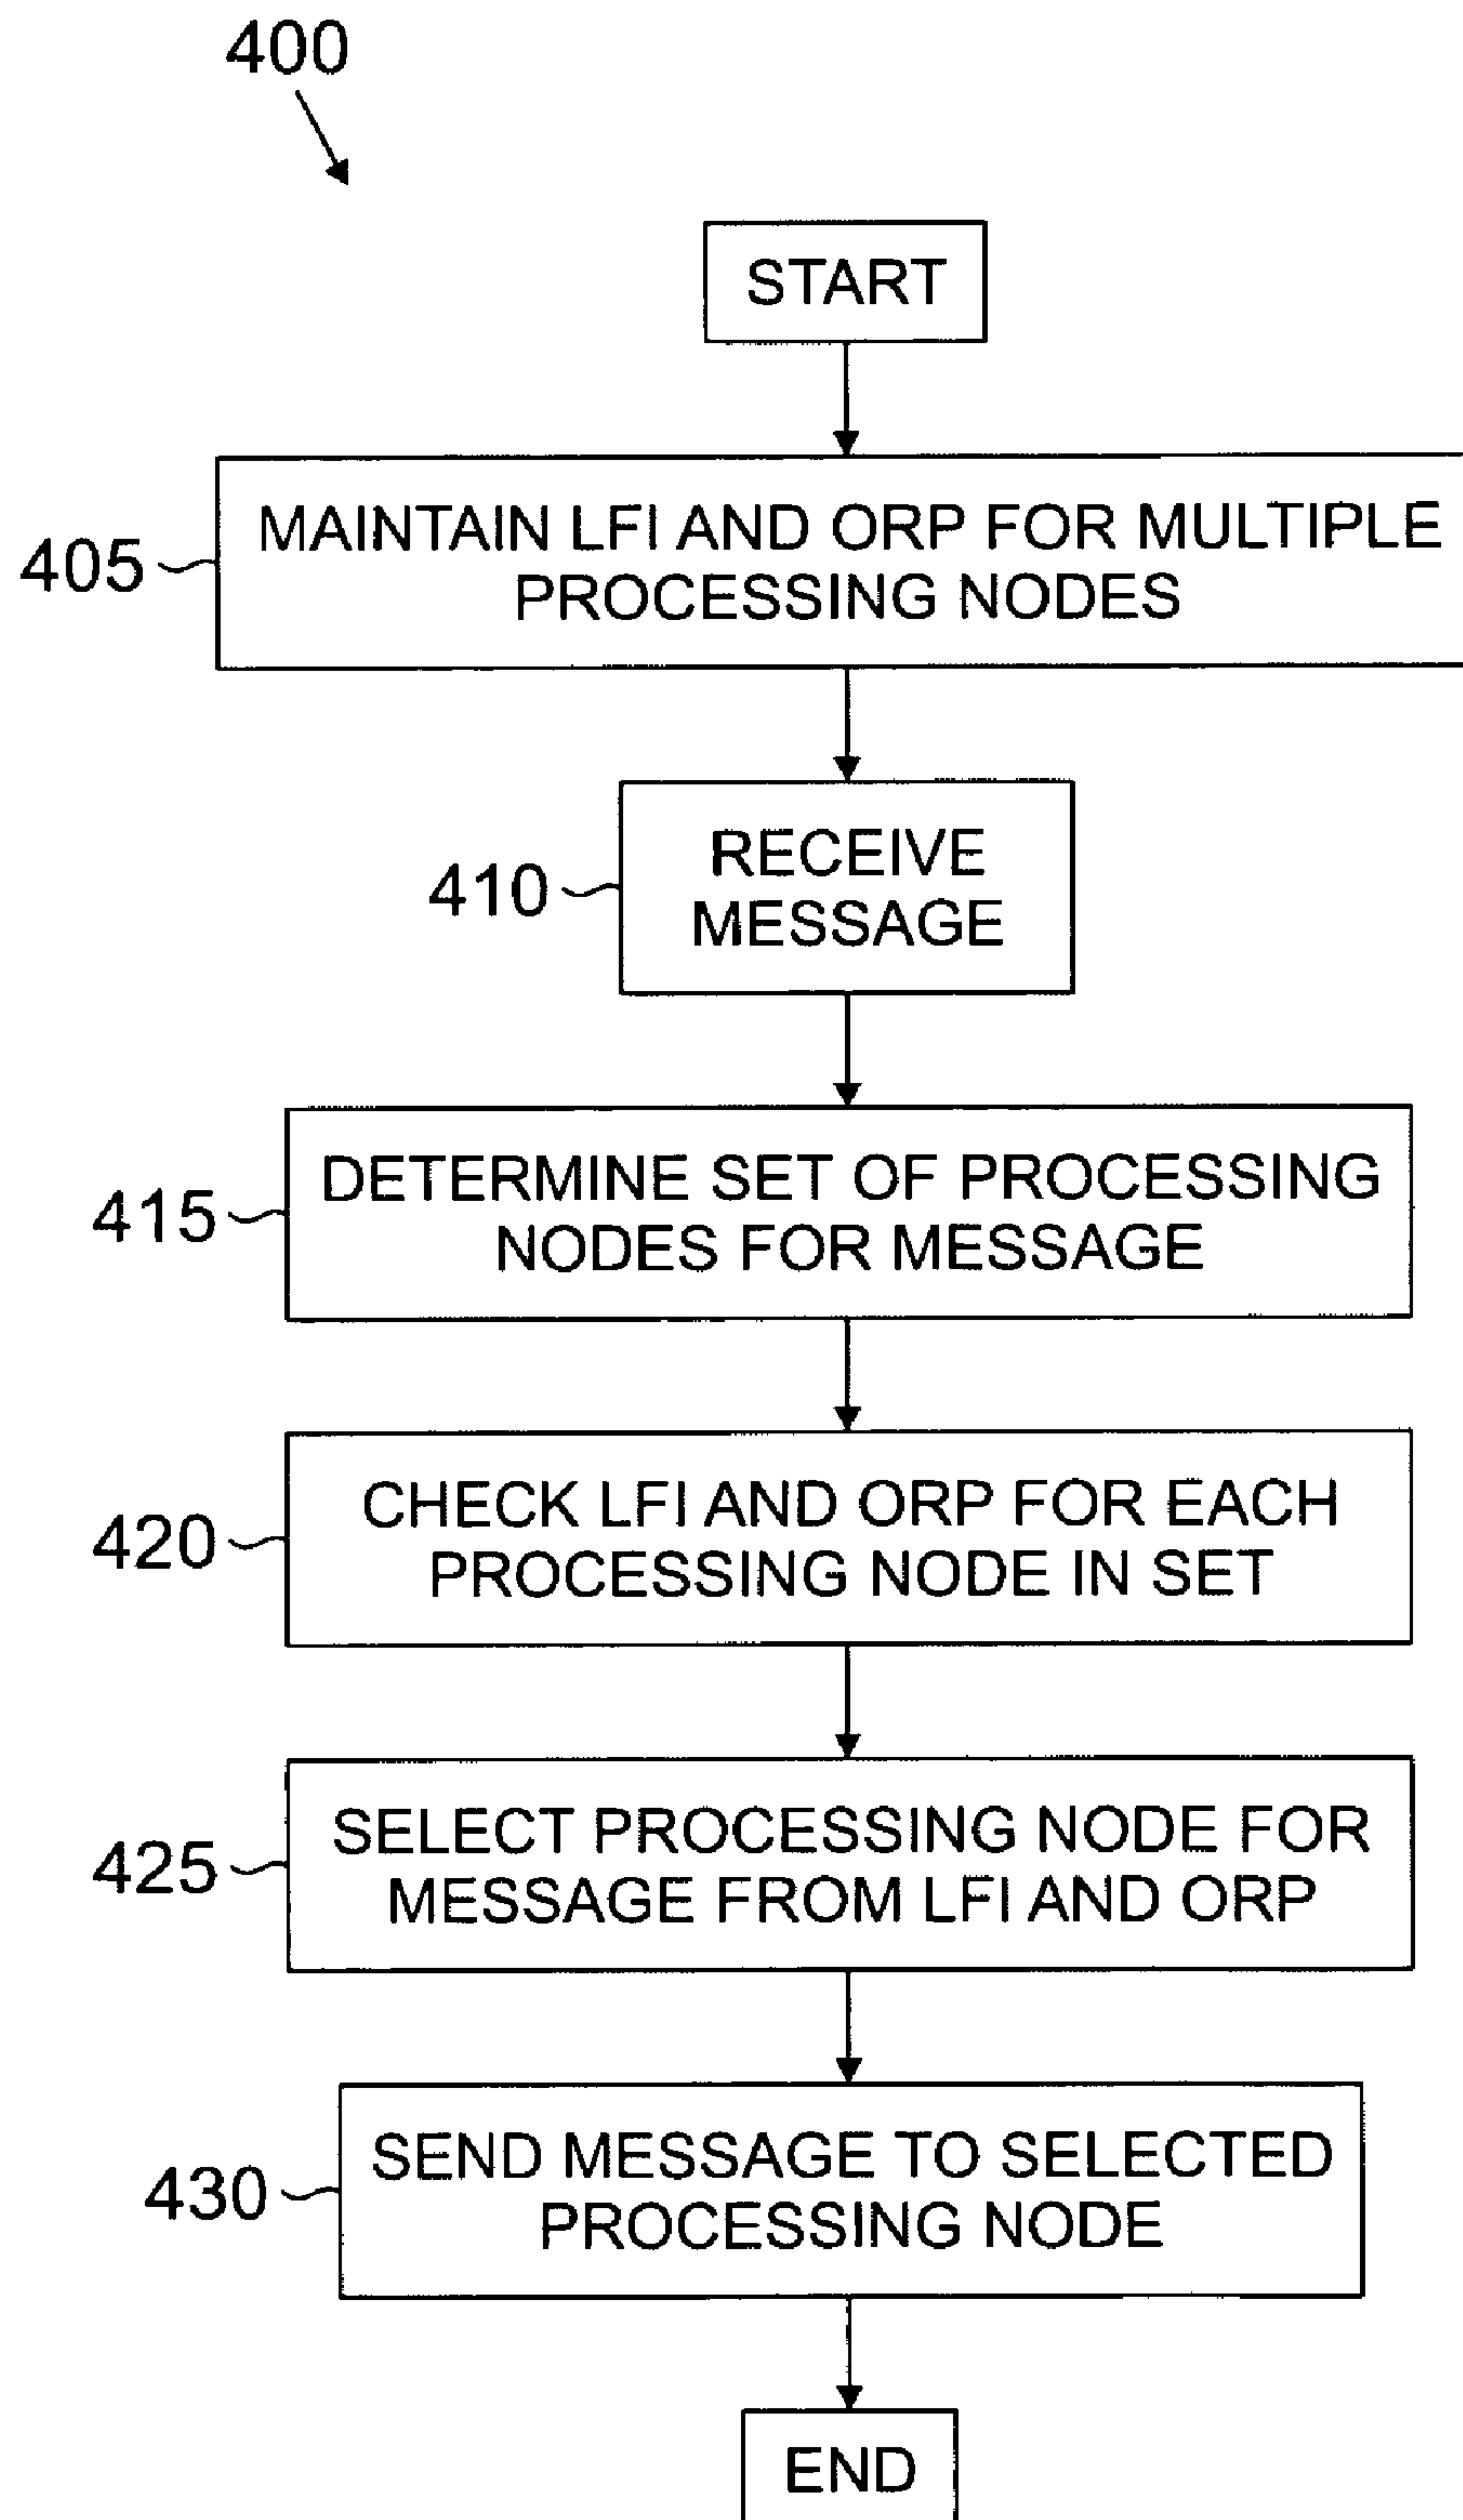 400
START
405
MAINTAIN LFI AND ORP FOR MULTIPLE
PROCESSING NODES
410
RECEIVE
MESSAGE
415
DETERMINE SET OF PROCESSING
NODES FOR MESSAGE
420
CHECK LFI AND ORP FOR EACH
PROCESSING NODE IN SET
425
SELECT PROCESSING NODE FOR
MESSAGE FROM LFI AND ORP
430
SEND MESSAGE TO SELECTED
PROCESSING NODE
END